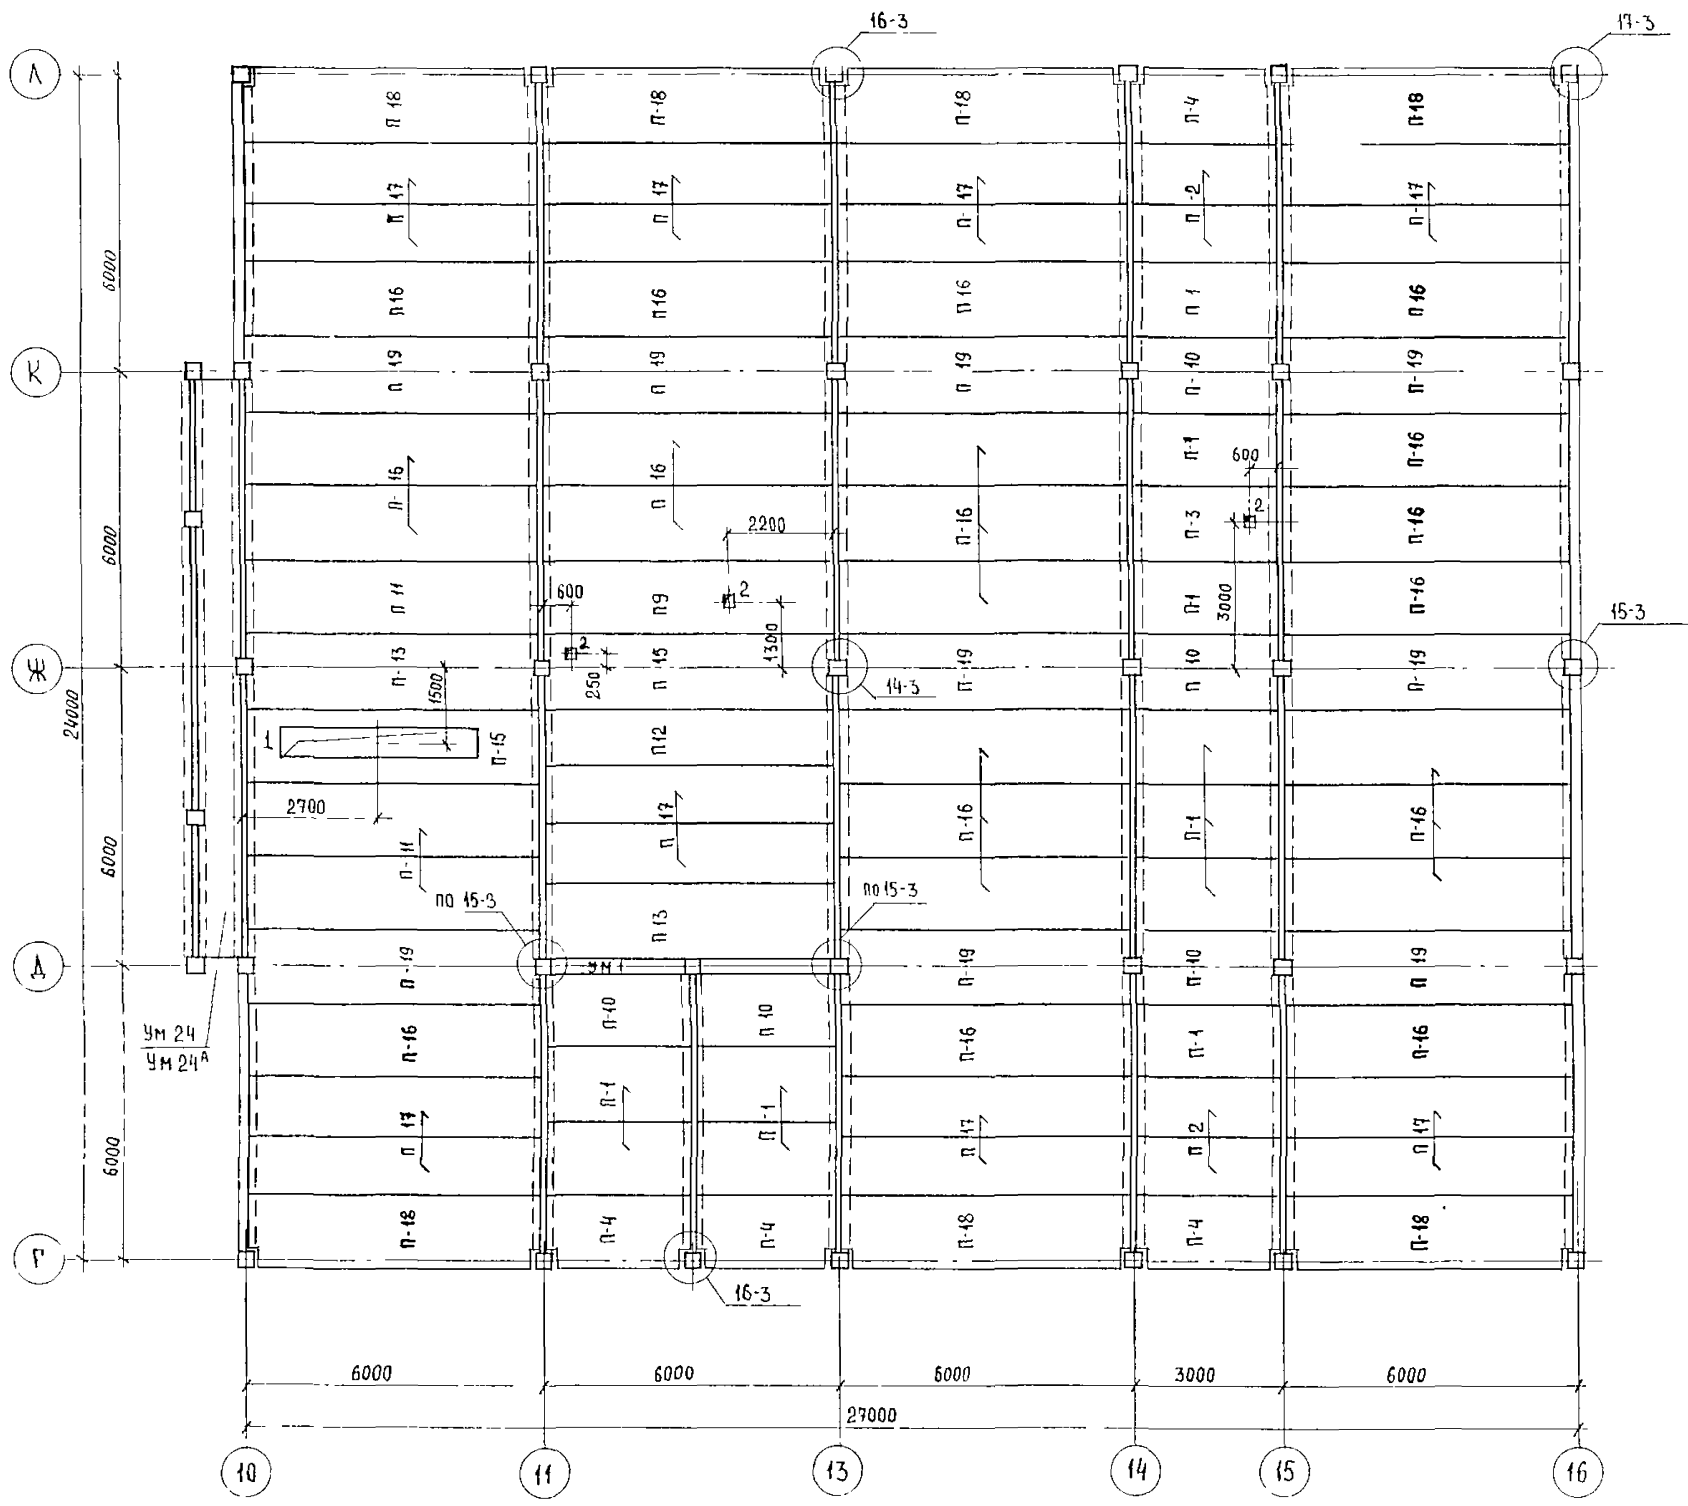 16-3
17-3
Л
П 18
П-18
П-18
П-4
П-18
П 17
П 17
П-17
П-2
П-17
6000
П16
П16
П16
П 1
П 16
К
П 19
П 19
П 19
П-10
П-19
П-16
П 16
П-16
П-1
П-16
600
2
П-3
П-16
2200
6000
3000
П 11
600
П9
2
1300
П-1
П-16
15-3
Ж
П-13
2
250
П-15
П-19
П 10
П-19
1500
14-3
24000
1
П-15
П12
2700
П 17
П-16
П-1
П-16
6000
П-11
ПО 15-3
ПО 15-3
П 13
Д
П-19
УМ 1
П-19
П-10
П 19
П-10
П 10
УМ 24
УМ 24А
П-16
П-16
П-1
П-16
П-1
П-1
6000
П 17
П-17
П 2
П 17
Г
П-18
П-4
П-4
П-18
П-4
П-18
16-3
6000
6000
6000
3000
6000
27000
10
11
13
14
15
16